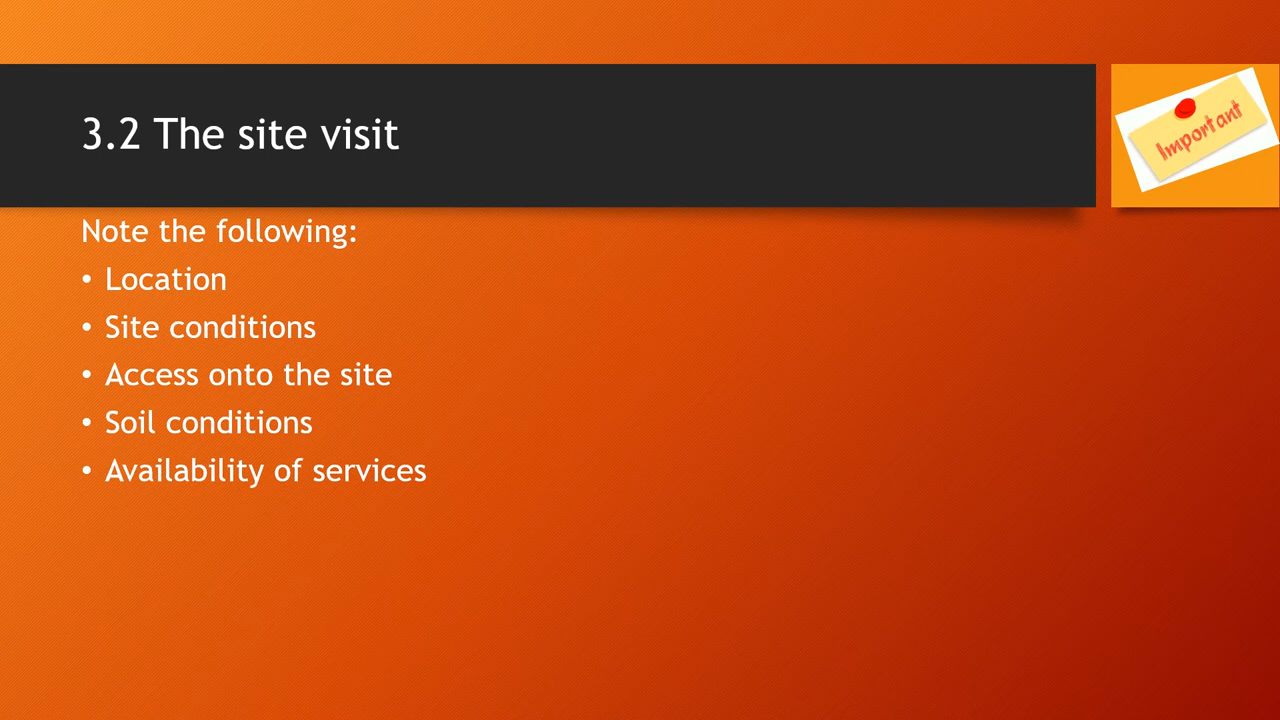 3.2 The site visit
Important
Note the following:
• Location
• Site conditions
• Access onto the site
• Soil conditions
• Availability of services